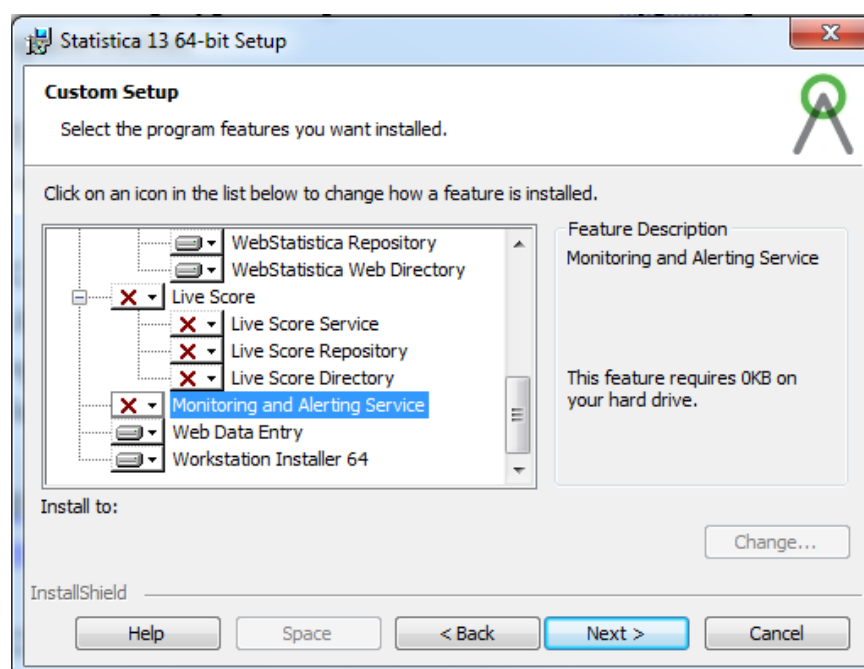 Statistica 13 64-bit Setup
Custom Setup
Select the program features you want installed.
Click on an icon in the list below to change how a feature is installed.
WebStatistica Repository
WebStatistica Web Directory
Live Score
Live Score Service
Live Score Repository
Live Score Directory
Monitoring and Alerting Service
Web Data Entry
Workstation Installer 64
Feature Description
Monitoring and Alerting Service
This feature requires 0KB on
your hard drive.
Install to:
Change...
InstallShield
Help
Space
< Back
Next >
Cancel